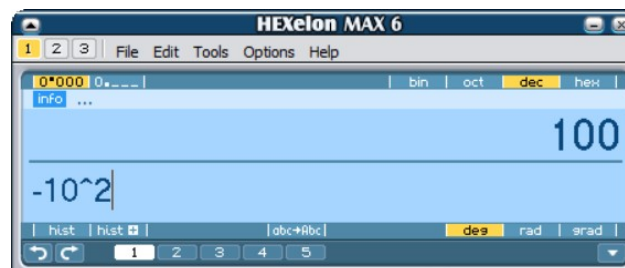 HEXelon MAX 6
1 2 3 File Edit Tools Options Help
0•000 0.___ | bin | oct | dec | hex |
info ...
100
-10^2
| hist | hist + | | abc→Abc | | deg | rad | grad |
1 2 3 4 5